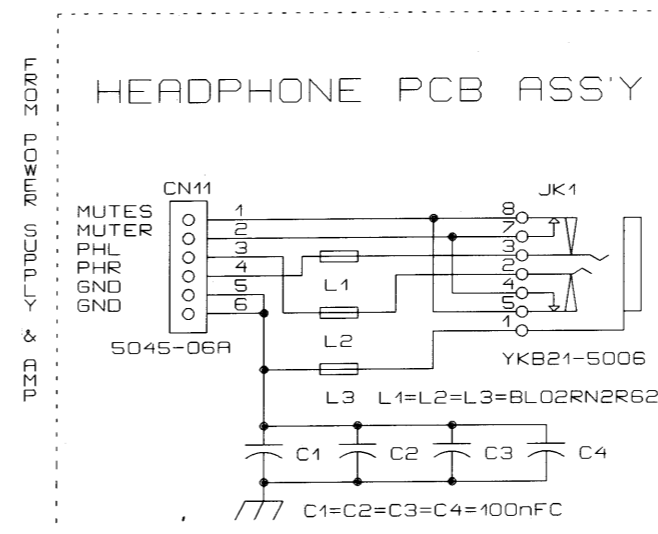 FROM POWER SUPPLY & AMP
HEADPHONE PCB ASS'Y
CN11
JK1
MUTES 1
MUTER 2
PHL 3
PHR 4
GND 5
GND 6
8
7
3
2
4
5
1
L1
L2
L3
5045-06A
YKB21-5006
L1=L2=L3=BL02RN2R62
C1
C2
C3
C4
C1=C2=C3=C4=100nFC